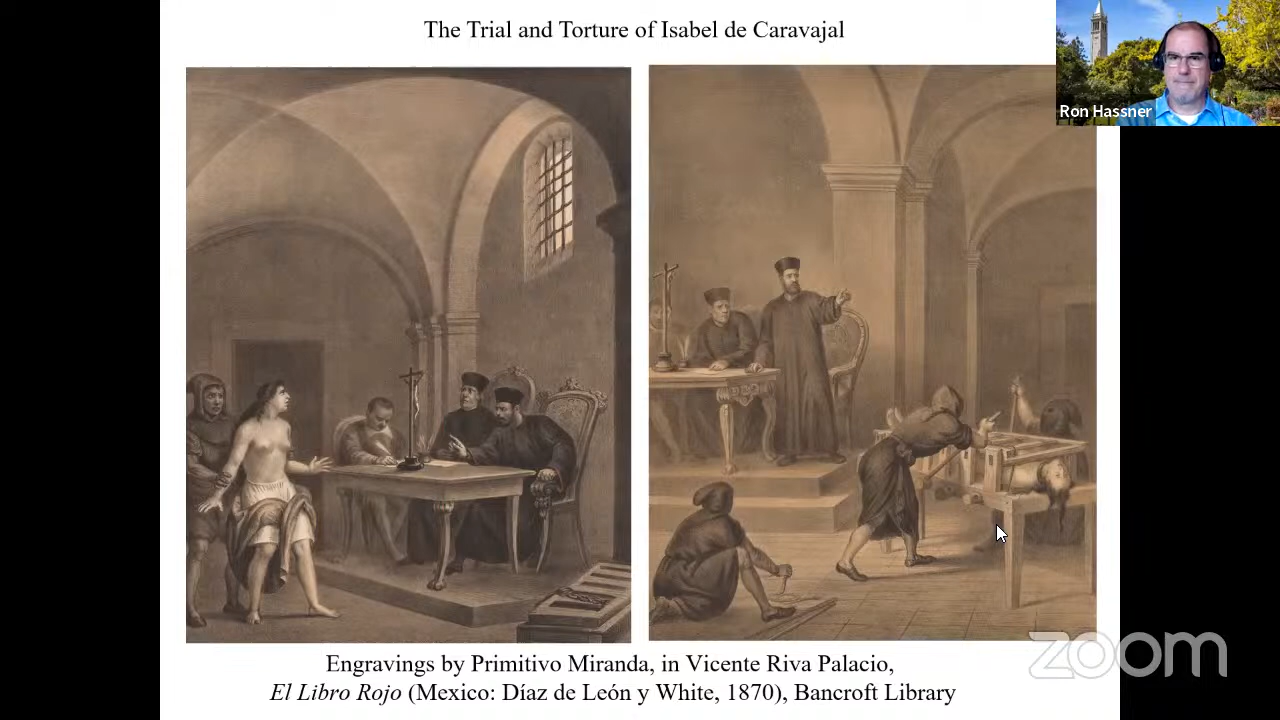 The Trial and Torture of Isabel de Caravajal
Ron Hassner
Engravings by Primitivo Miranda, in Vicente Riva Palacio,
El Libro Rojo (Mexico: Díaz de León y White, 1870), Bancroft Library
zoom